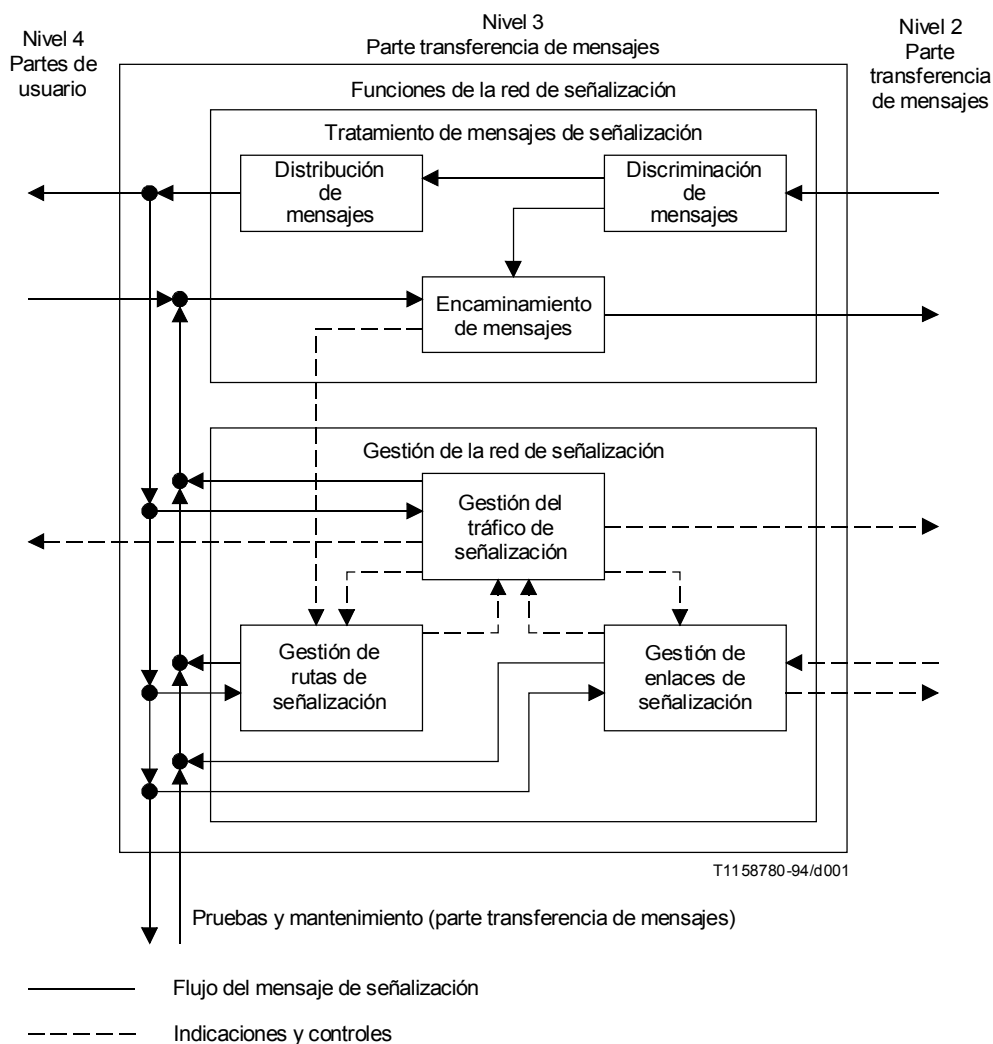 Nivel 4
Partes de
usuario
Nivel 3
Parte transferencia de mensajes
Nivel 2
Parte
transferencia
de mensajes
Funciones de la red de señalización
Tratamiento de mensajes de señalización
Distribución
de
mensajes
Discriminación
de
mensajes
Encaminamiento
de mensajes
Gestión de la red de señalización
Gestión del
tráfico de
señalización
Gestión de
rutas de
señalización
Gestión de
enlaces de
señalización
T1158780-94/d001
Pruebas y mantenimiento (parte transferencia de mensajes)
Flujo del mensaje de señalización
Indicaciones y controles